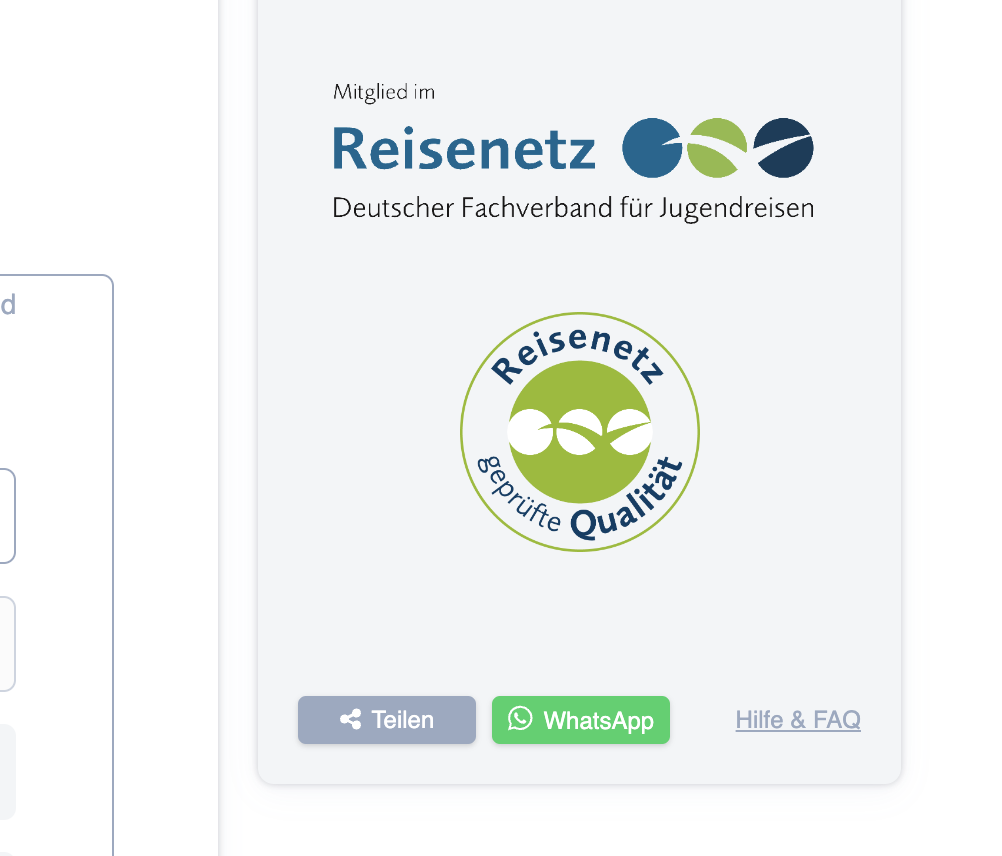 Mitglied im
Reisenetz
Deutscher Fachverband für Jugendreisen
d
Reisenetz
geprüfte Qualität
Teilen
WhatsApp
Hilfe & FAQ